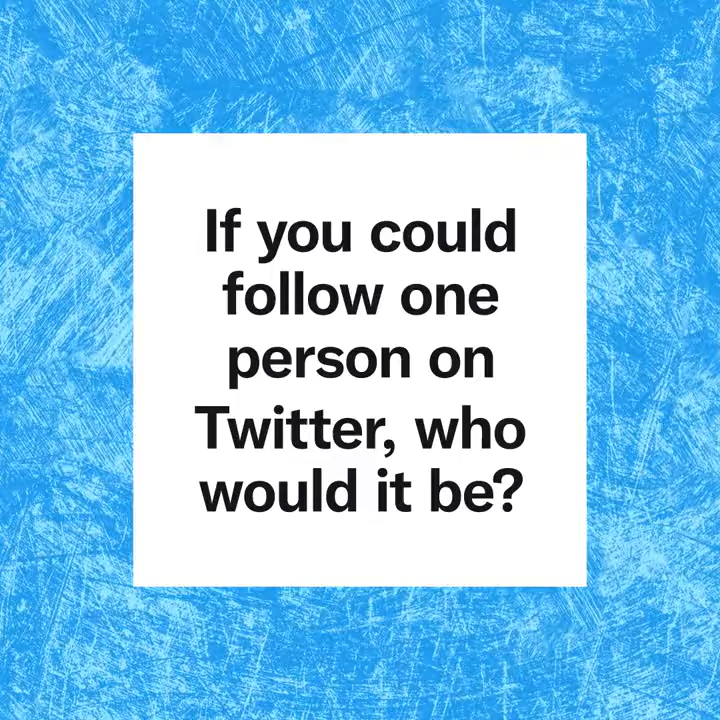 If you could
follow one
person on
Twitter, who
would it be?